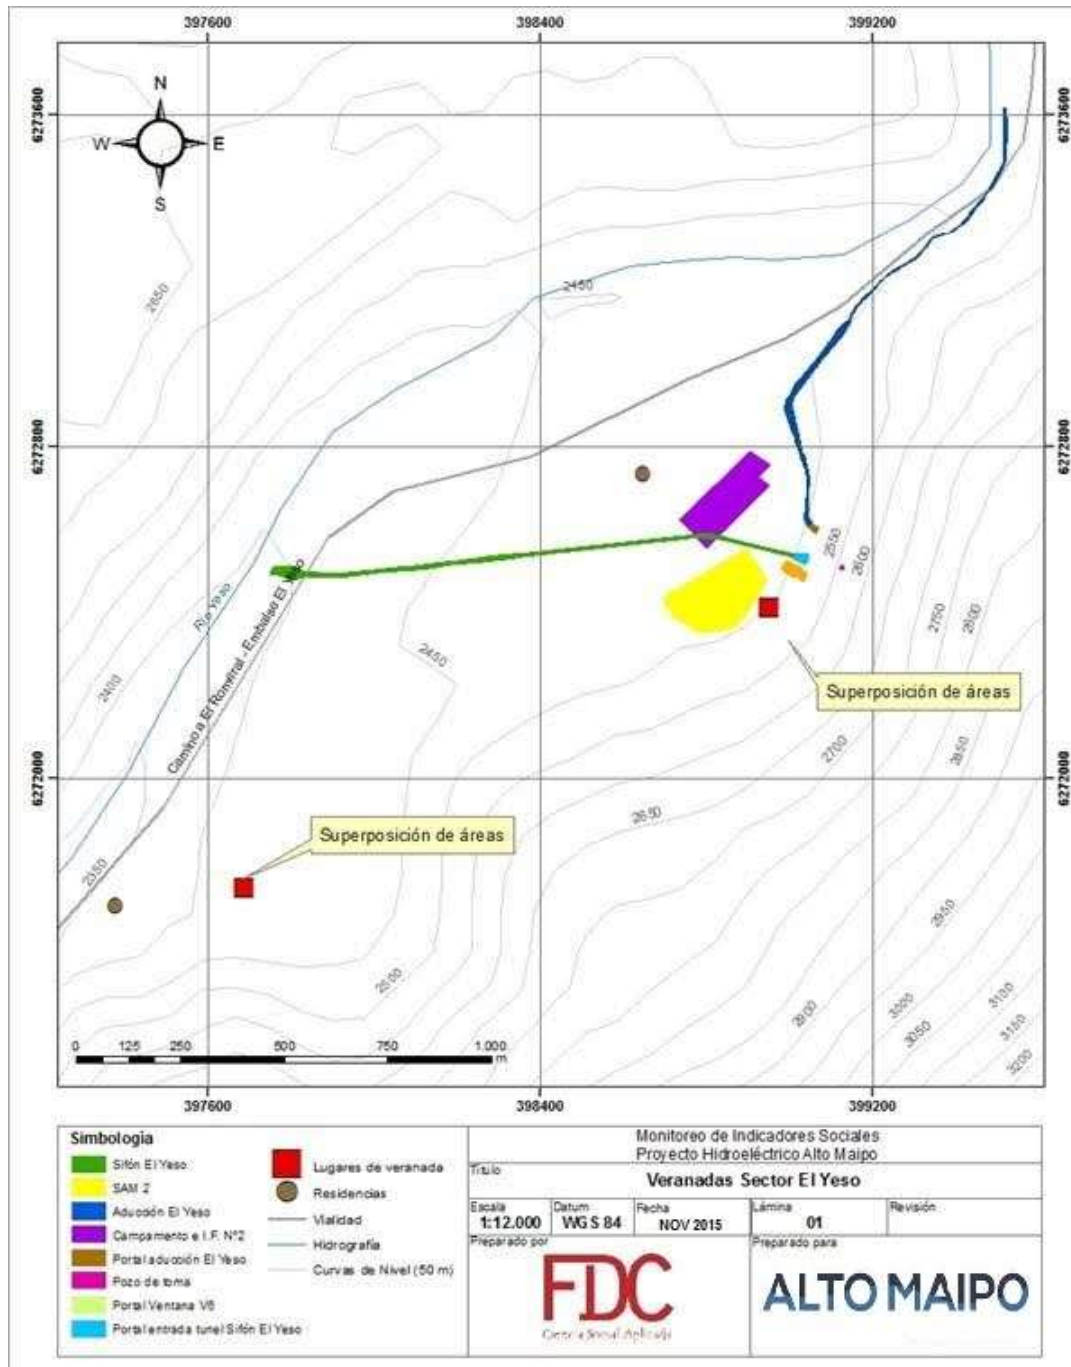 397600 398400 399200
N
W E
S
6273600 6273600
2650
2450
6272800 6272800
2550
2600
2750
2800
Río Yeso
Camino a El Romeral - Embalse El Yeso
2400
2450
Superposición de áreas
2700
2850
6272000 6272000
2650
Superposición de áreas
2350
2950
2500
2900
3000
3050
3100
3150
3200
0 125 250 500 750 1.000
m
397600 398400 399200
Simbología
Sifón El Yeso
SAM 2
Aducción El Yeso
Campamento e I.F. N°2
Portal aducción El Yeso
Pozo de toma
Portal Ventana V6
Portal entrada tunel Sifón El Yeso
Lugares de veranada
Residencias
Vialidad
Hidrografía
Curvas de Nivel (50 m)
Monitoreo de Indicadores Sociales
Proyecto Hidroeléctrico Alto Maipo
Título
Veranadas Sector El Yeso
Escala Datum Fecha Lámina Revisión
1:12.000 WGS 84 NOV 2015 01
Preparado por Preparado para
FDC
Ciencia Social Aplicada
ALTO MAIPO